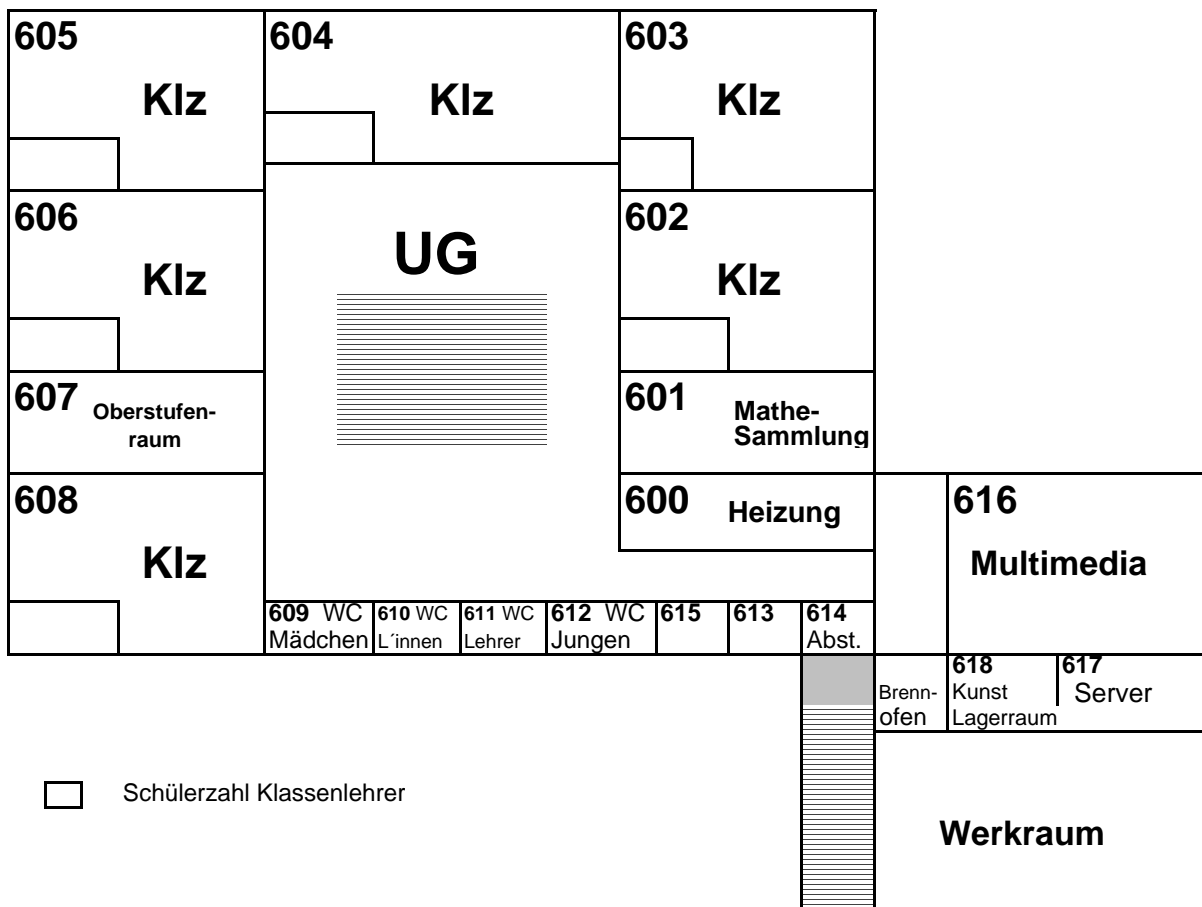 605
Klz
604
Klz
603
Klz
606
Klz
UG
602
Klz
607 Oberstufen-
raum
601 Mathe-
Sammlung
608
Klz
600 Heizung
616
Multimedia
609 WC
Mädchen
610 WC
L´innen
611 WC
Lehrer
612 WC
Jungen
615
613
614
Abst.
Brenn-
ofen
618
Kunst
Lagerraum
617
Server
Schülerzahl Klassenlehrer
Werkraum